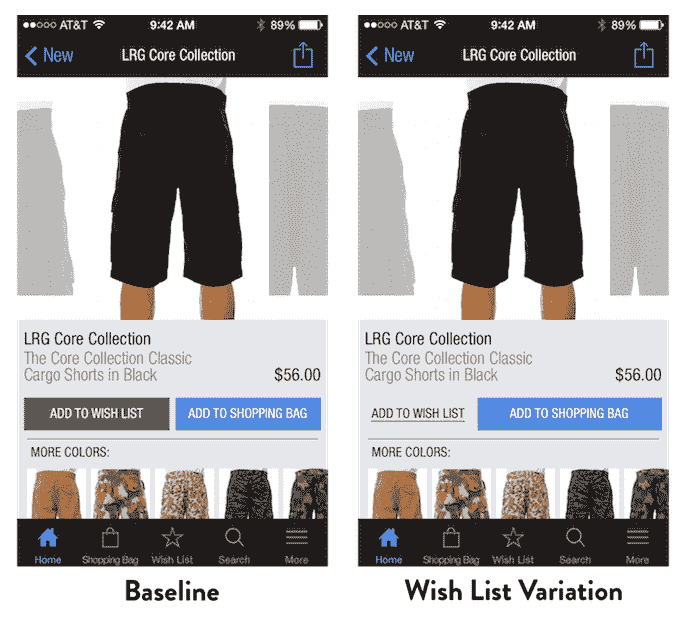 AT&T 9:42 AM 89%
New LRG Core Collection
LRG Core Collection
The Core Collection Classic
Cargo Shorts in Black $56.00
ADD TO WISH LIST ADD TO SHOPPING BAG
MORE COLORS:
Home Shopping Bag Wish List Search More
Baseline
AT&T 9:42 AM 89%
New LRG Core Collection
LRG Core Collection
The Core Collection Classic
Cargo Shorts in Black $56.00
ADD TO WISH LIST ADD TO SHOPPING BAG
MORE COLORS:
Home Shopping Bag Wish List Search More
Wish List Variation